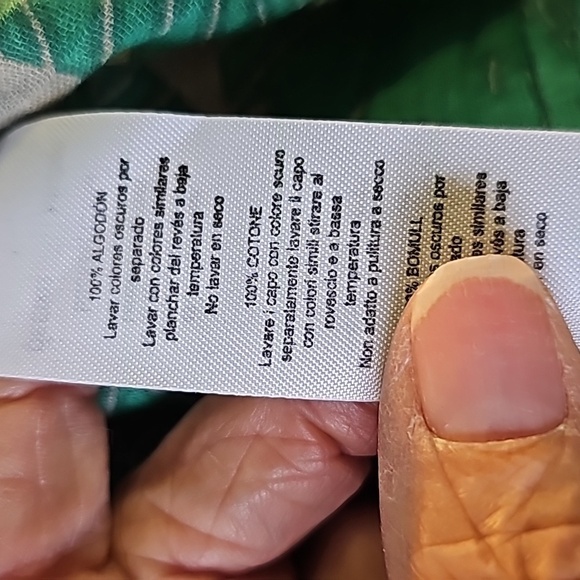 100% ALGODÓN
Lavar colores oscuros por
separado
Lavar con colores similares
planchar del revés a baja
temperatura
No lavar en seco
100% COTONE
Lavare i capo con colore scuro
separatamente lavare il capo
con colori simili stirare al
rovescio e a bassa
temperatura
Non adatto a pulitura a secco
% BOMULL
oscuros por
similares
a baja
en seco